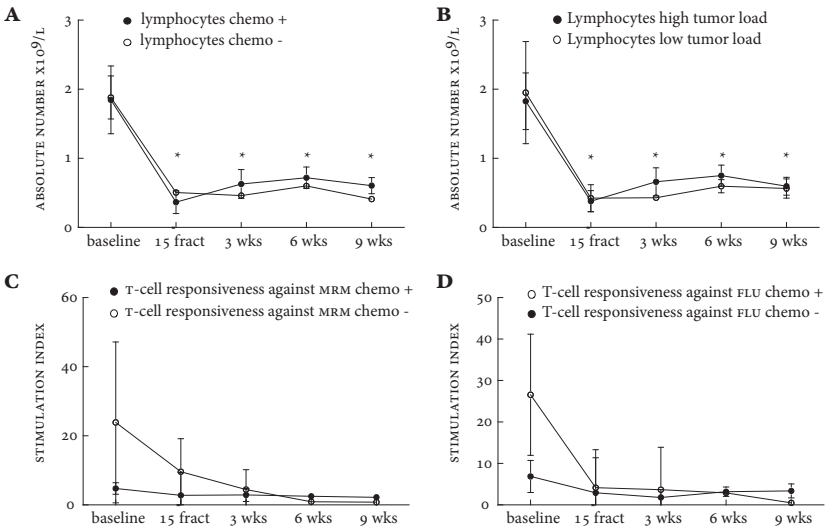 A
lymphocytes chemo +
lymphocytes chemo -
ABSOLUTE NUMBER X10⁹/L
3
2
1
0
* * * *
baseline 15 fract 3 wks 6 wks 9 wks
B
Lymphocytes high tumor load
Lymphocytes low tumor load
ABSOLUTE NUMBER X10⁹/L
3
2
1
0
* * * *
baseline 15 fract 3 wks 6 wks 9 wks
C
T-cell responsiveness against MRM chemo +
T-cell responsiveness against MRM chemo -
STIMULATION INDEX
60
40
20
0
baseline 15 fract 3 wks 6 wks 9 wks
D
T-cell responsiveness against FLU chemo +
T-cell responsiveness against FLU chemo -
STIMULATION INDEX
50
40
30
20
10
0
baseline 15 fract 3 wks 6 wks 9 wks